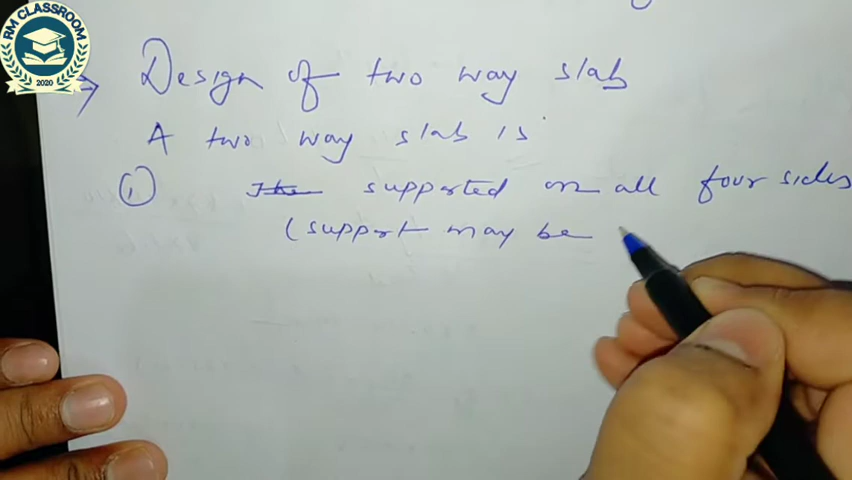 RM CLASSROOM
2020
→ Design of two way slab
A two way slab is
① The supported on all four sides
(support may be